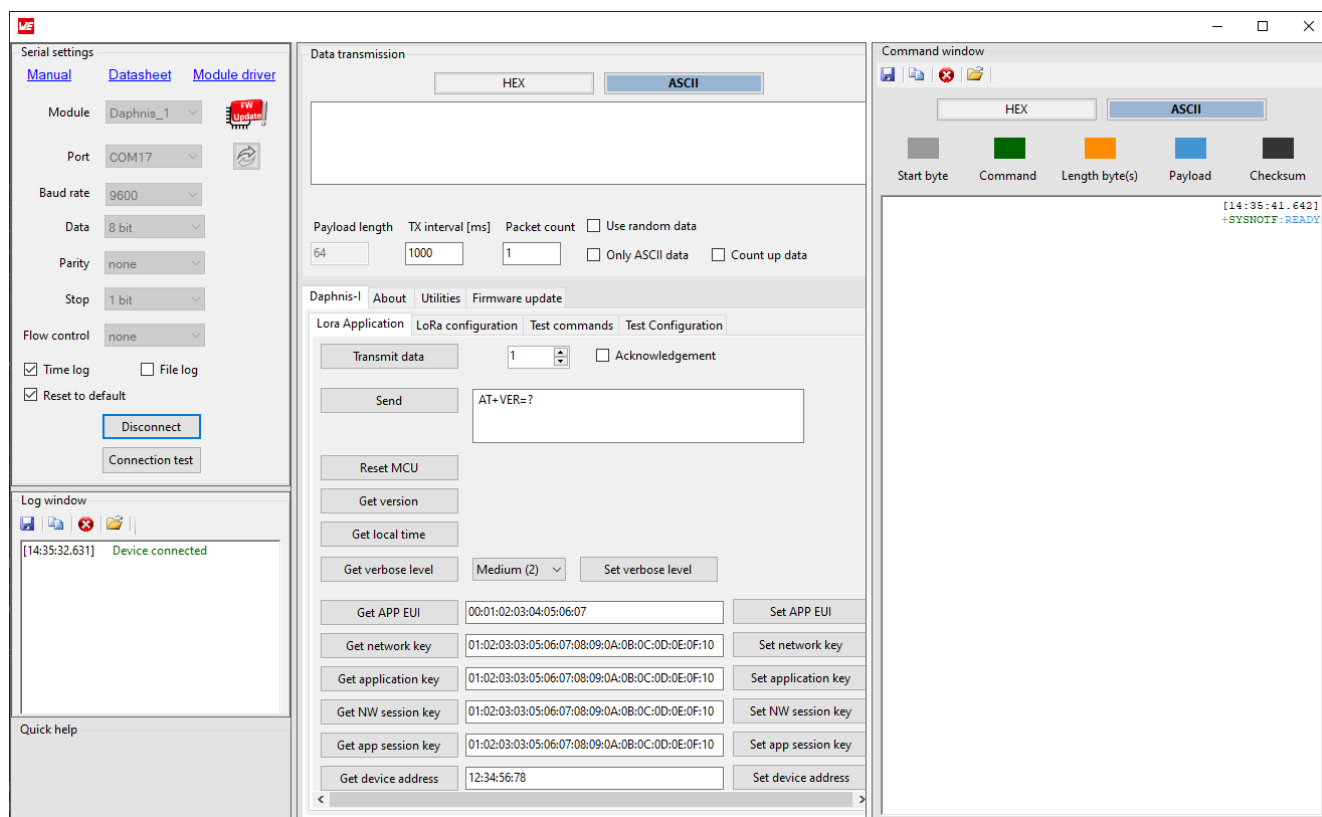 WE
Serial settings
Manual Datasheet Module driver
Module Daphnis_1 FW Update!
Port COM17
Baud rate 9600
Data 8 bit
Parity none
Stop 1 bit
Flow control none
Time log File log
Reset to default
Disconnect
Connection test
Log window
[14:35:32.631] Device connected
Quick help
Data transmission
HEX ASCII
Payload length TX interval [ms] Packet count Use random data
64 1000 1 Only ASCII data Count up data
Daphnis-I About Utilities Firmware update
Lora Application LoRa configuration Test commands Test Configuration
Transmit data 1 Acknowledgement
Send AT+VER=?
Reset MCU
Get version
Get local time
Get verbose level Medium (2) Set verbose level
Get APP EUI 00:01:02:03:04:05:06:07 Set APP EUI
Get network key 01:02:03:03:05:06:07:08:09:0A:0B:0C:0D:0E:0F:10 Set network key
Get application key 01:02:03:03:05:06:07:08:09:0A:0B:0C:0D:0E:0F:10 Set application key
Get NW session key 01:02:03:03:05:06:07:08:09:0A:0B:0C:0D:0E:0F:10 Set NW session key
Get app session key 01:02:03:03:05:06:07:08:09:0A:0B:0C:0D:0E:0F:10 Set app session key
Get device address 12:34:56:78 Set device address
Command window
HEX ASCII
Start byte Command Length byte(s) Payload Checksum
[14:35:41.642]
+SYSNOTF:READY